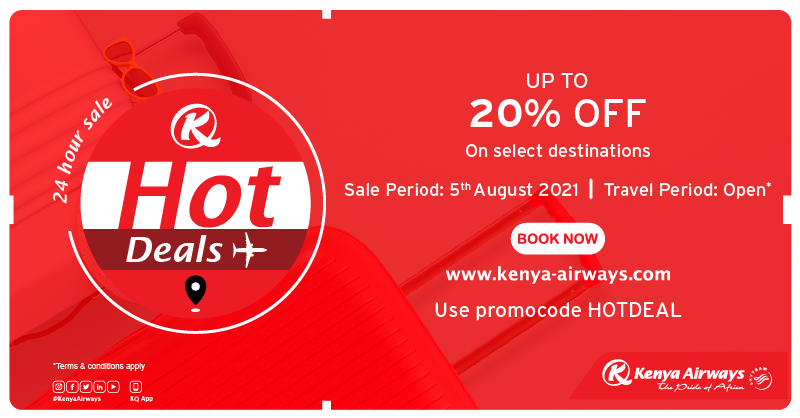 24 hour sale
Hot
Deals
UP TO
20% OFF
On select destinations
Sale Period: 5th August 2021 | Travel Period: Open*
BOOK NOW
www.kenya-airways.com
Use promocode HOTDEAL
*Terms & conditions apply
@KenyaAirways
KQ App
Kenya Airways
The Pride of Africa
SKYTEAM